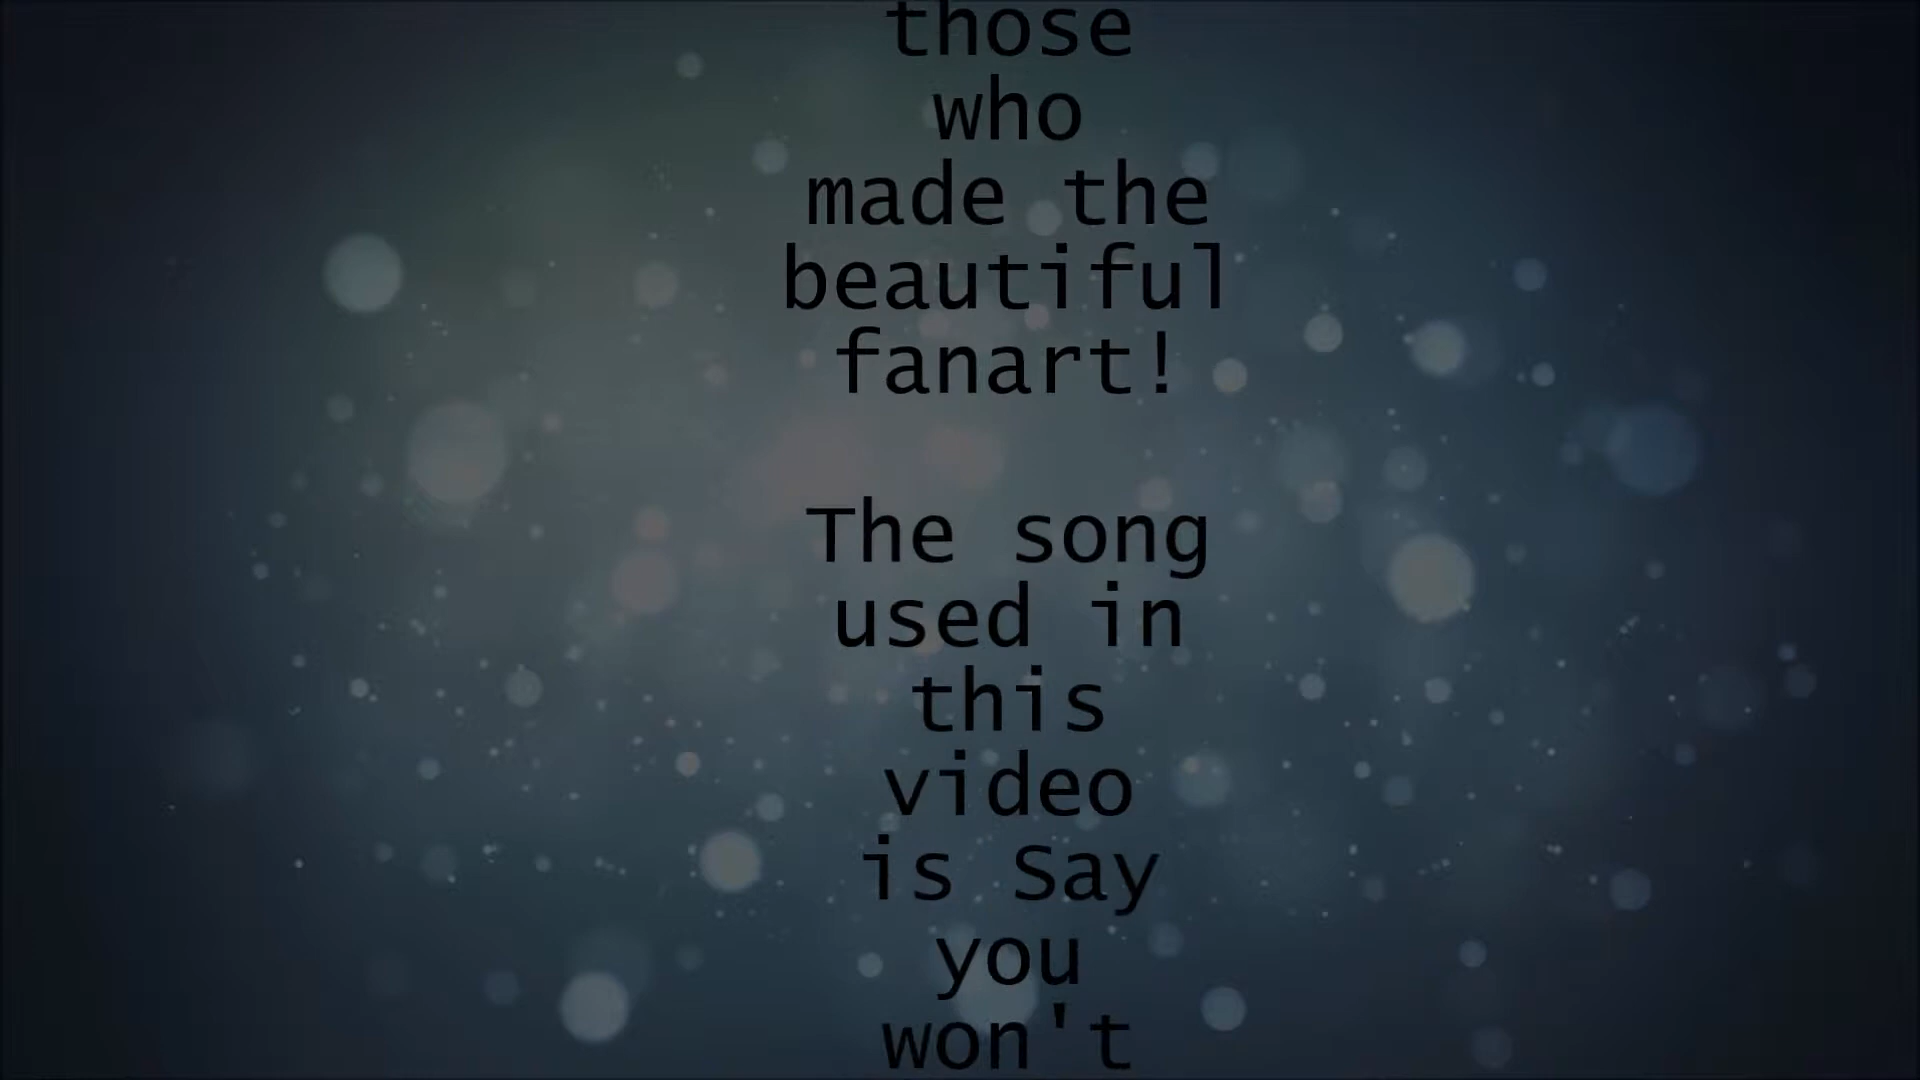 those
who
made the
beautiful
fanart!
The song
used in
this
video
is Say
you
won't